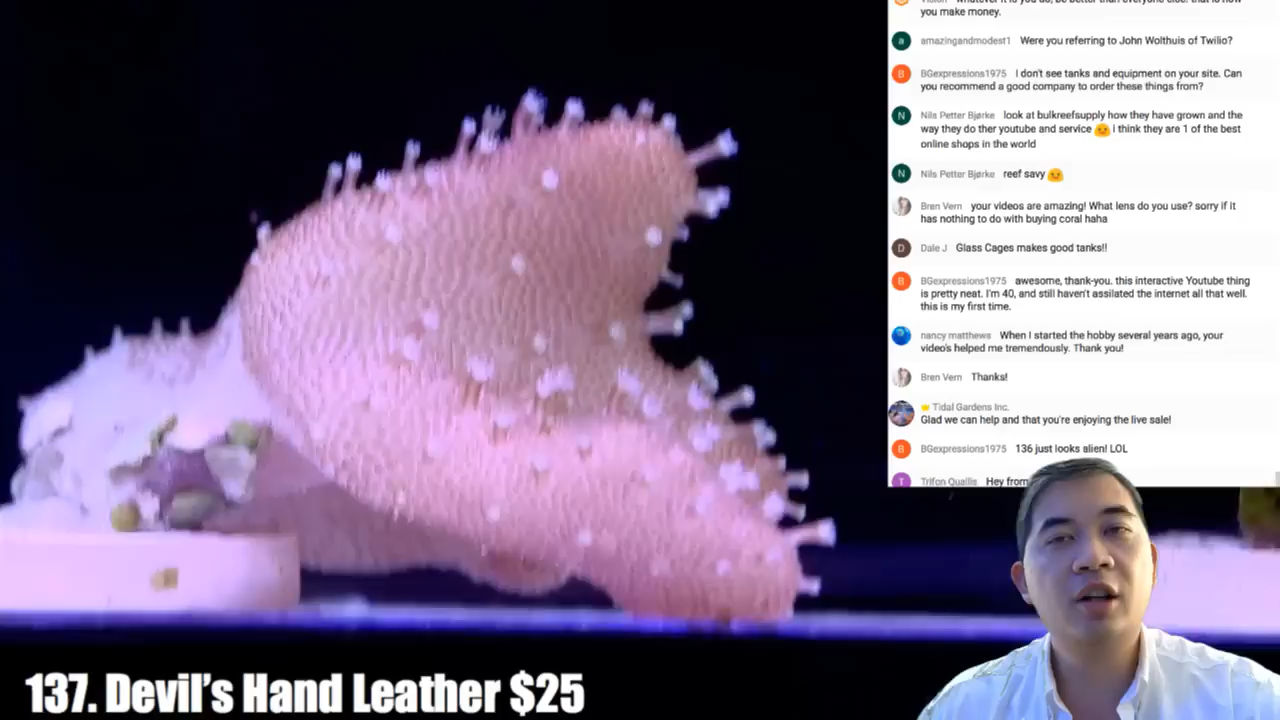 you make money.
a amazingandmodest1 Were you referring to John Wolthuis of Twilio?
B BGexpressions1975 I don't see tanks and equipment on your site. Can
you recommend a good company to order these things from?
N Nils Petter Bjørke look at bulkreefsupply how they have grown and the
way they do ther youtube and service 😊 i think they are 1 of the best
online shops in the world
N Nils Petter Bjørke reef savy 😊
Bren Vern your videos are amazing! What lens do you use? sorry if it
has nothing to do with buying coral haha
D Dale J Glass Cages makes good tanks!!
B BGexpressions1975 awesome, thank-you. this interactive Youtube thing
is pretty neat. I'm 40, and still haven't assilated the internet all that well.
this is my first time.
nancy matthews When I started the hobby several years ago, your
video's helped me tremendously. Thank you!
Bren Vern Thanks!
Tidal Gardens Inc.
Glad we can help and that you're enjoying the live sale!
B BGexpressions1975 136 just looks alien! LOL
T Trifon Quallis Hey from
137. Devil's Hand Leather $25